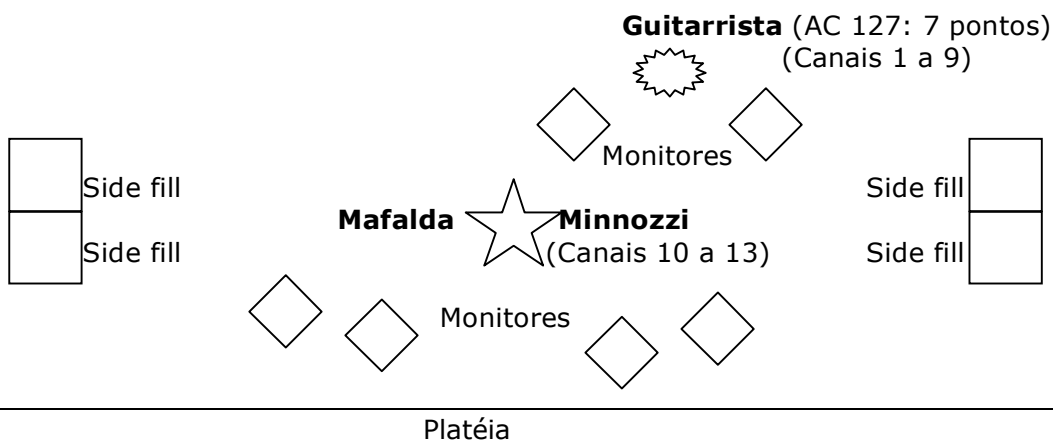 Guitarrista (AC 127: 7 pontos)
(Canais 1 a 9)
Monitores
Side fill
Side fill
Mafalda Minnozzi
(Canais 10 a 13)
Side fill
Side fill
Monitores
Platéia